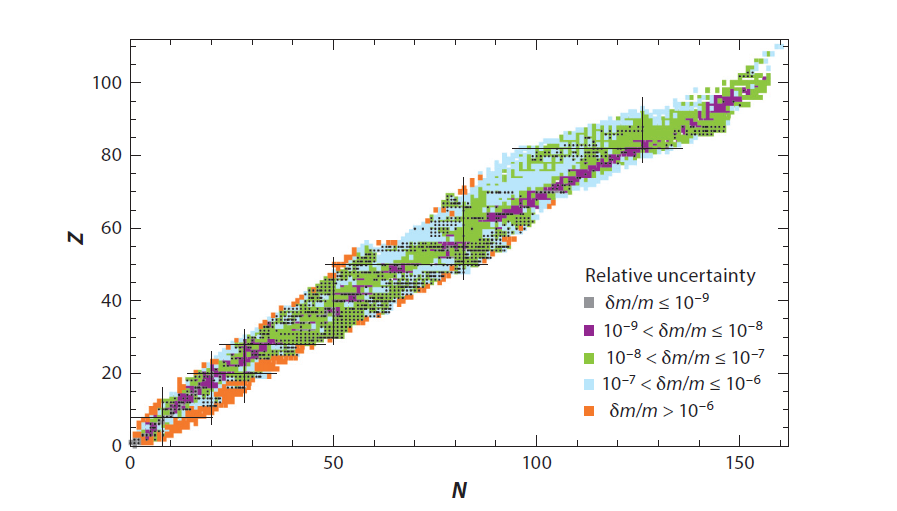 100
80
60
40
20
0
Z
0 50 100 150
N
Relative uncertainty
δm/m ≤ 10⁻⁹
10⁻⁹ < δm/m ≤ 10⁻⁸
10⁻⁸ < δm/m ≤ 10⁻⁷
10⁻⁷ < δm/m ≤ 10⁻⁶
δm/m > 10⁻⁶